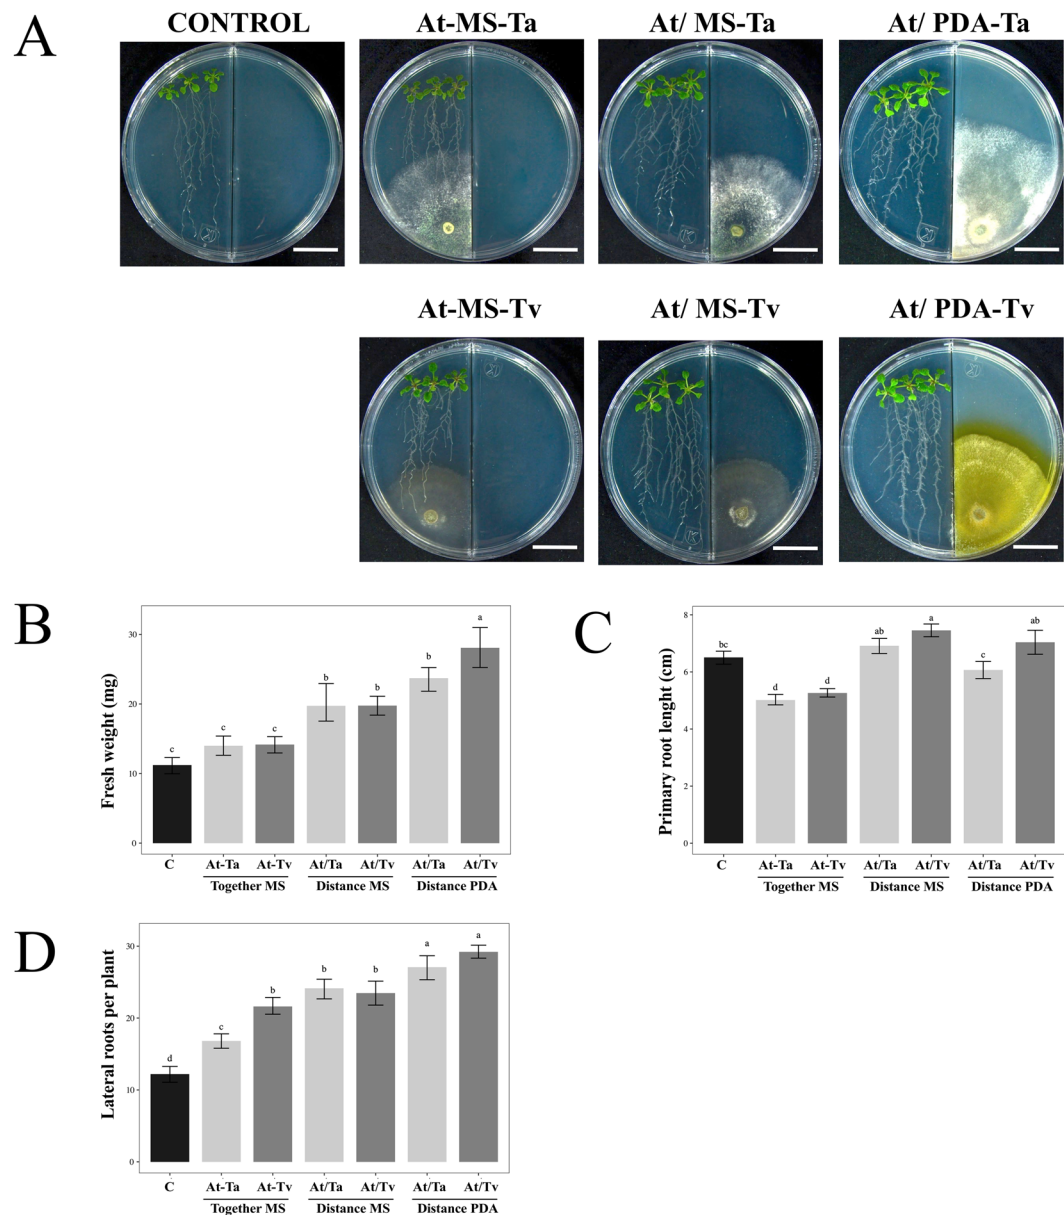 A
CONTROL
At-MS-Ta
At/ MS-Ta
At/ PDA-Ta
At-MS-Tv
At/ MS-Tv
At/ PDA-Tv
B
Fresh weight (mg)
30
20
10
0
c
c
c
b
b
b
a
C
At-Ta
At-Tv
At/Ta
At/Tv
At/Ta
At/Tv
Together MS
Distance MS
Distance PDA
C
Primary root lenght (cm)
8
6
4
2
0
bc
d
d
ab
a
c
ab
C
At-Ta
At-Tv
At/Ta
At/Tv
At/Ta
At/Tv
Together MS
Distance MS
Distance PDA
D
Lateral roots per plant
30
20
10
0
d
c
b
b
b
a
a
C
At-Ta
At-Tv
At/Ta
At/Tv
At/Ta
At/Tv
Together MS
Distance MS
Distance PDA